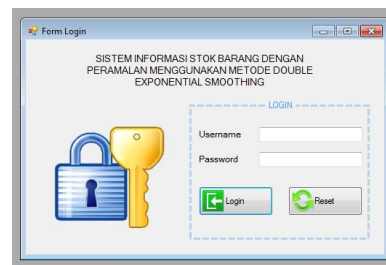 Form Login
SISTEM INFORMASI STOK BARANG DENGAN
PERAMALAN MENGGUNAKAN METODE DOUBLE
EXPONENTIAL SMOOTHING
LOGIN
Username
Password
Login
Reset